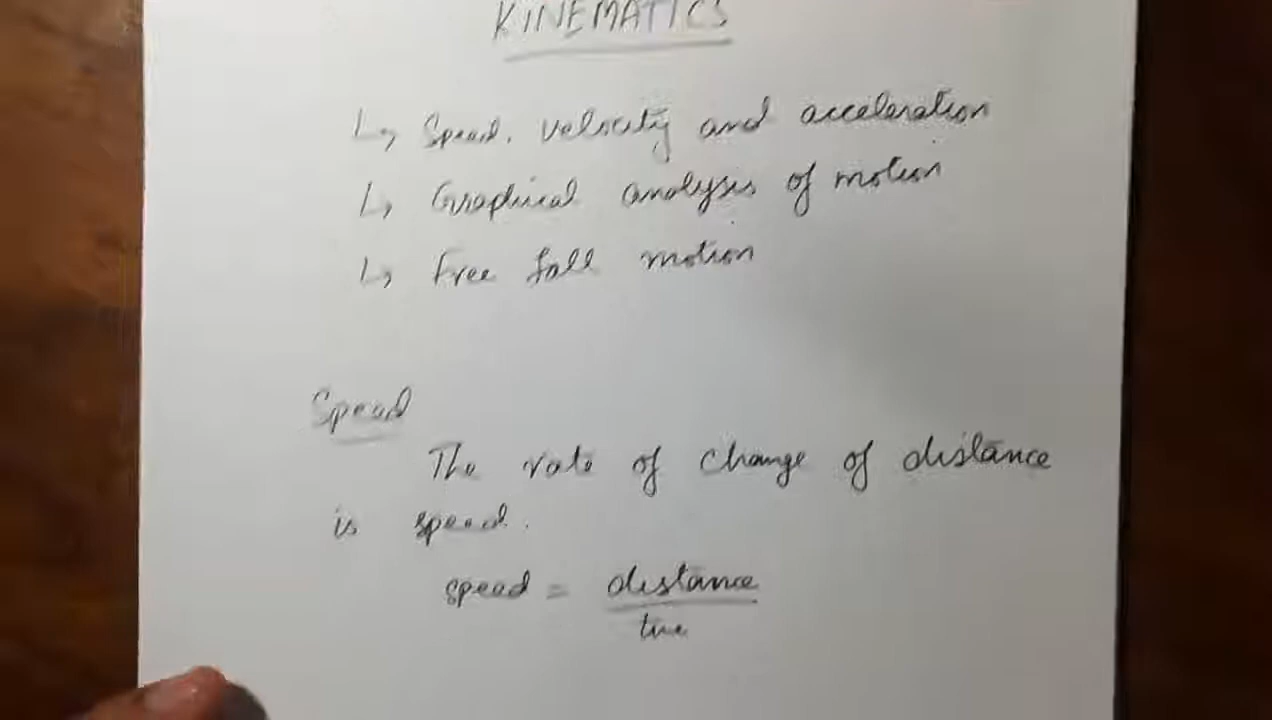 KINEMATICS
↳ Speed, velocity and acceleration
↳ Graphical analysis of motion
↳ Free fall motion
Speed
The rate of change of distance
is speed.
speed = distance
time